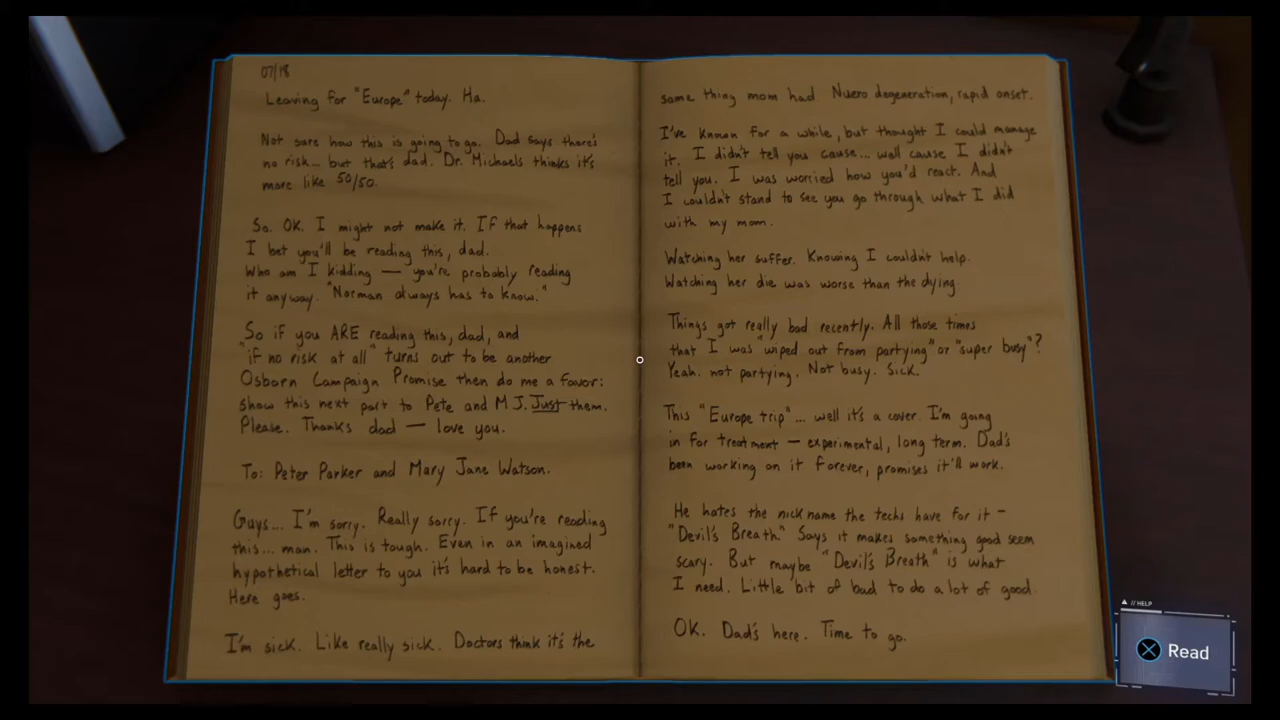 07/18
Leaving for "Europe" today. Ha.
Not sure how this is going to go. Dad says there's
no risk... but that's dad. Dr. Michaels thinks it's
more like 50/50.
So. OK. I might not make it. IF that happens
I bet you'll be reading this, dad.
Who am I kidding — you're probably reading
it anyway. "Norman always has to know."
So if you ARE reading this, dad, and
"if no risk at all" turns out to be another
Osborn Campaign Promise then do me a favor:
show this next part to Pete and MJ. Just them.
Please. Thanks dad — love you.
To: Peter Parker and Mary Jane Watson.
Guys... I'm sorry. Really sorry. If you're reading
this... man. This is tough. Even in an imagined
hypothetical letter to you it's hard to be honest.
Here goes.
I'm sick. Like really sick. Doctors think it's the
same thing mom had. Nuero degeneration, rapid onset.
I've known for a while, but thought I could manage
it. I didn't tell you cause... well cause I didn't
tell you. I was worried how you'd react. And
I couldn't stand to see you go through what I did
with my mom.
Watching her suffer. Knowing I couldn't help.
Watching her die was worse than the dying
Things got really bad recently. All those times
that I was "wiped out from partying" or "super busy"?
Yeah. not partying. Not busy. Sick.
This "Europe trip"... well it's a cover. I'm going
in for treatment — experimental, long term. Dad's
been working on it forever, promises it'll work.
He hates the nickname the techs have for it -
"Devil's Breath." Says it makes something good seem
scary. But maybe "Devil's Breath" is what
I need. Little bit of bad to do a lot of good.
OK. Dad's here. Time to go.
// HELP
Read